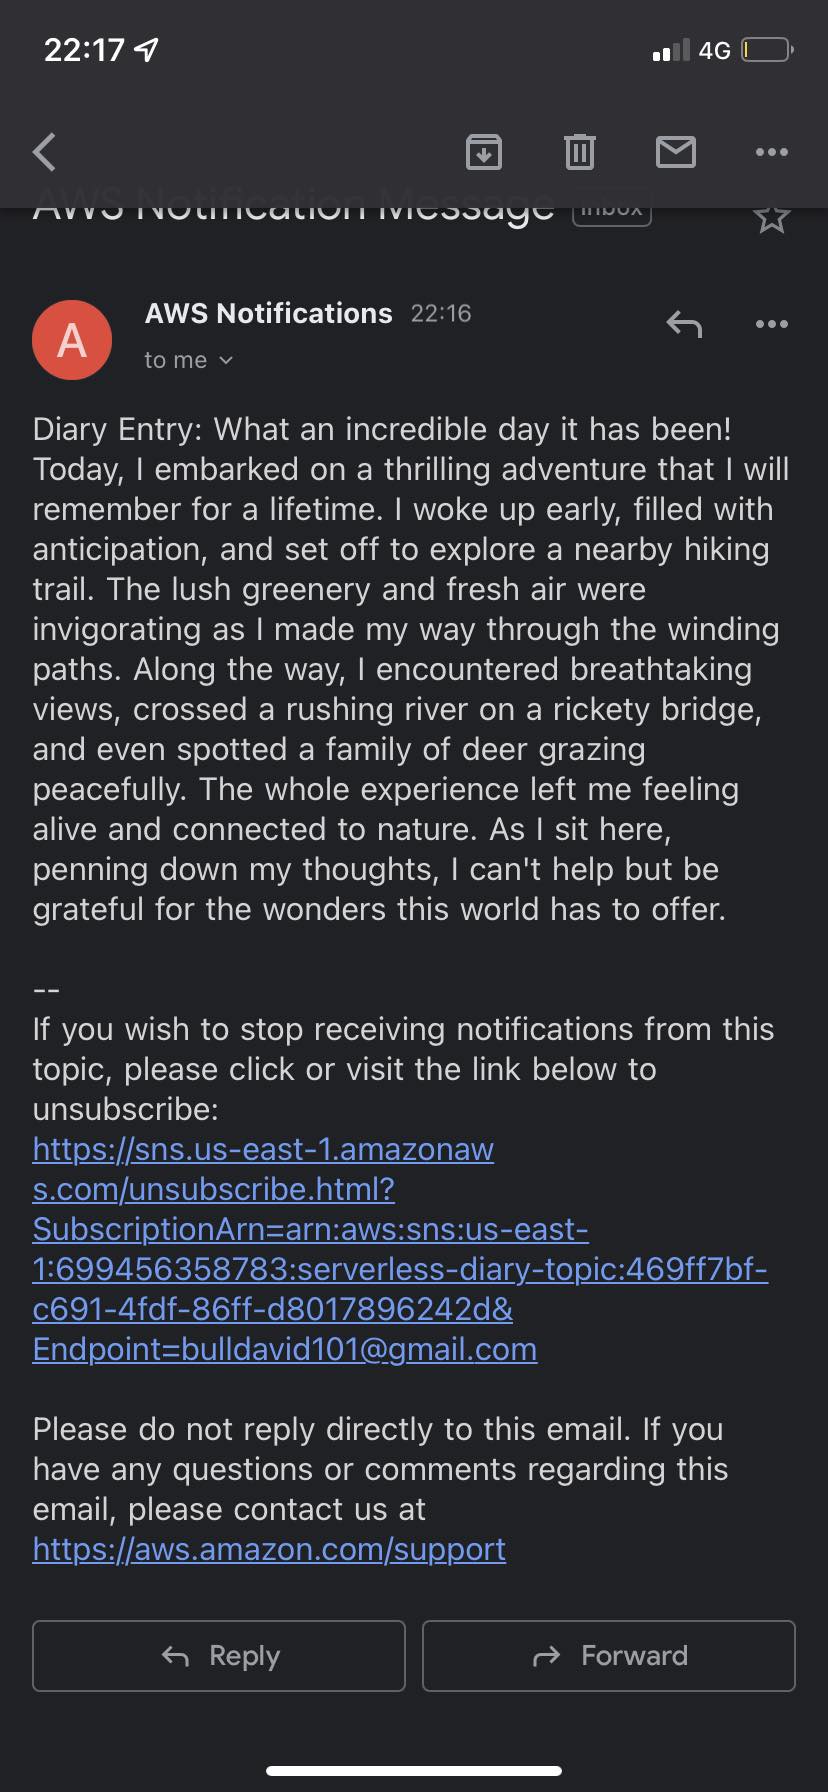 22:17
4G
AWS Notification Message Inbox
AWS Notifications 22:16
to me
A
Diary Entry: What an incredible day it has been!
Today, I embarked on a thrilling adventure that I will
remember for a lifetime. I woke up early, filled with
anticipation, and set off to explore a nearby hiking
trail. The lush greenery and fresh air were
invigorating as I made my way through the winding
paths. Along the way, I encountered breathtaking
views, crossed a rushing river on a rickety bridge,
and even spotted a family of deer grazing
peacefully. The whole experience left me feeling
alive and connected to nature. As I sit here,
penning down my thoughts, I can't help but be
grateful for the wonders this world has to offer.
--
If you wish to stop receiving notifications from this
topic, please click or visit the link below to
unsubscribe:
https://sns.us-east-1.amazonaw
s.com/unsubscribe.html?
SubscriptionArn=arn:aws:sns:us-east-
1:699456358783:serverless-diary-topic:469ff7bf-
c691-4fdf-86ff-d8017896242d&
Endpoint=bulldavid101@gmail.com
Please do not reply directly to this email. If you
have any questions or comments regarding this
email, please contact us at
https://aws.amazon.com/support
Reply
Forward